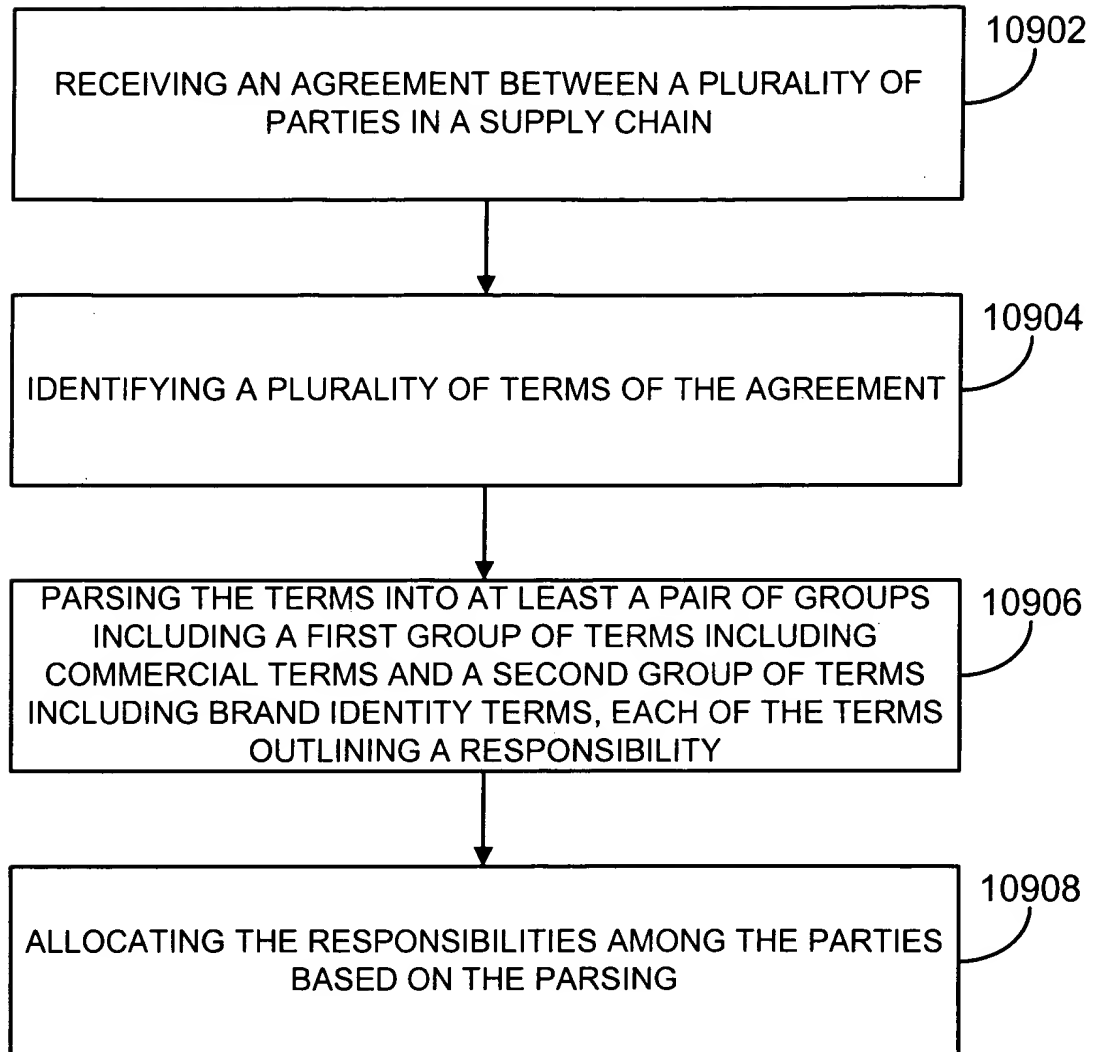 10902
RECEIVING AN AGREEMENT BETWEEN A PLURALITY OF
PARTIES IN A SUPPLY CHAIN
10904
IDENTIFYING A PLURALITY OF TERMS OF THE AGREEMENT
10906
PARSING THE TERMS INTO AT LEAST A PAIR OF GROUPS
INCLUDING A FIRST GROUP OF TERMS INCLUDING
COMMERCIAL TERMS AND A SECOND GROUP OF TERMS
INCLUDING BRAND IDENTITY TERMS, EACH OF THE TERMS
OUTLINING A RESPONSIBILITY
10908
ALLOCATING THE RESPONSIBILITIES AMONG THE PARTIES
BASED ON THE PARSING